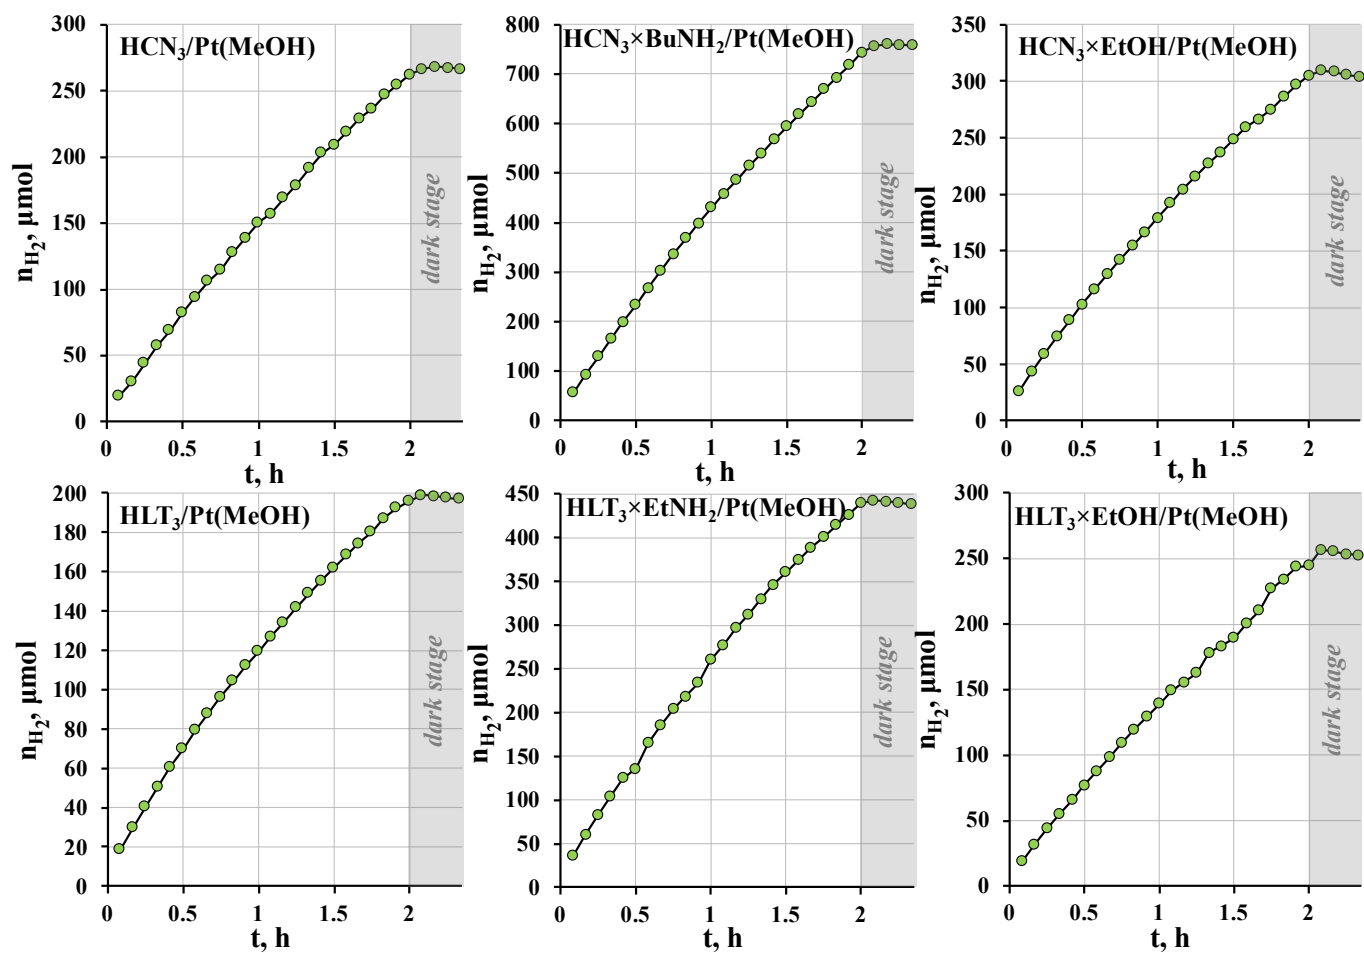 HCN₃/Pt(MeOH)
n_H₂, μmol
300
250
200
150
100
50
0
0 0.5 1 1.5 2
t, h
dark stage
HCN₃×BuNH₂/Pt(MeOH)
n_H₂, μmol
800
700
600
500
400
300
200
100
0
0 0.5 1 1.5 2
t, h
dark stage
HCN₃×EtOH/Pt(MeOH)
n_H₂, μmol
350
300
250
200
150
100
50
0
0 0.5 1 1.5 2
t, h
dark stage
HLT₃/Pt(MeOH)
n_H₂, μmol
200
180
160
140
120
100
80
60
40
20
0
0 0.5 1 1.5 2
t, h
dark stage
HLT₃×EtNH₂/Pt(MeOH)
n_H₂, μmol
450
400
350
300
250
200
150
100
50
0
0 0.5 1 1.5 2
t, h
dark stage
HLT₃×EtOH/Pt(MeOH)
n_H₂, μmol
300
250
200
150
100
50
0
0 0.5 1 1.5 2
t, h
dark stage